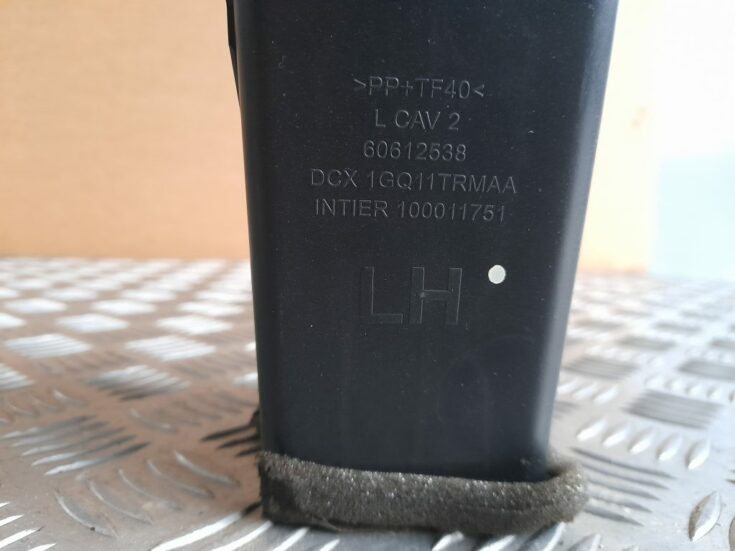 >PP+TF40<
L CAV 2
60612538
DCX 1GQ11TRMAA
INTIER 100011751
LH